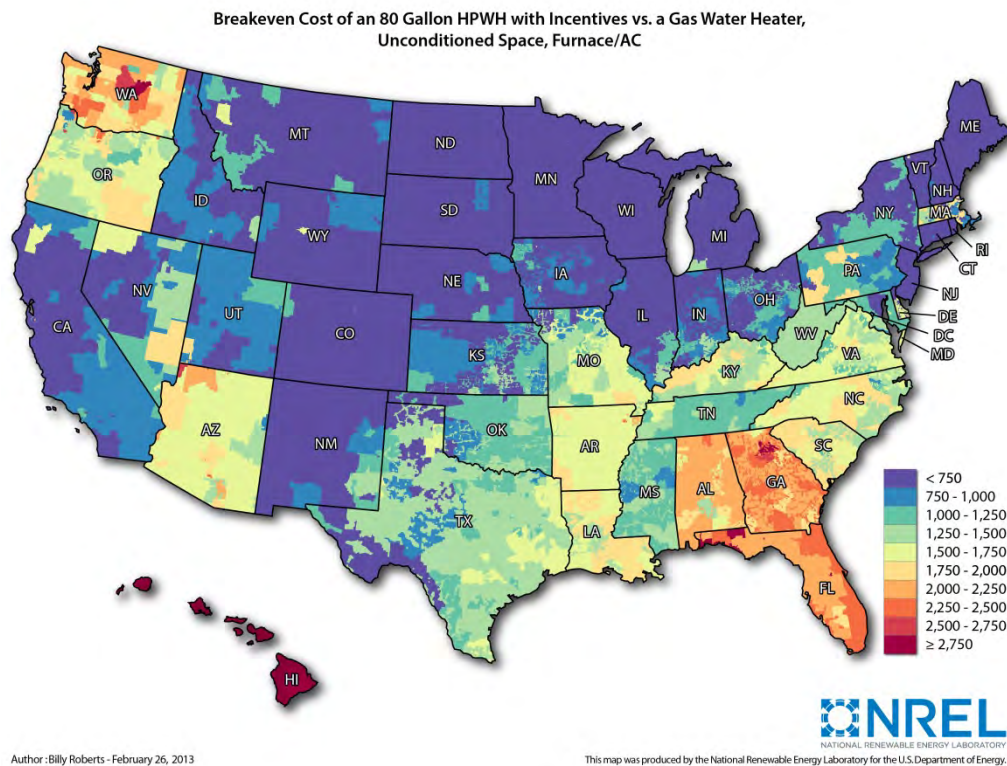 Breakeven Cost of an 80 Gallon HPWH with Incentives vs. a Gas Water Heater,
Unconditioned Space, Furnace/AC
WA
MT
ND
MN
ME
VT
NH
OR
ID
SD
WI
MI
NY
MA
RI
CT
WY
IA
NE
PA
NJ
NV
UT
CO
IL
IN
OH
DE
DC
MD
WV
VA
CA
KS
MO
KY
NC
TN
AZ
NM
OK
AR
SC
MS
AL
GA
TX
LA
FL
HI
< 750
750 - 1,000
1,000 - 1,250
1,250 - 1,500
1,500 - 1,750
1,750 - 2,000
2,000 - 2,250
2,250 - 2,500
2,500 - 2,750
≥ 2,750
NREL
NATIONAL RENEWABLE ENERGY LABORATORY
Author : Billy Roberts - February 26, 2013
This map was produced by the National Renewable Energy Laboratory for the U.S. Department of Energy.